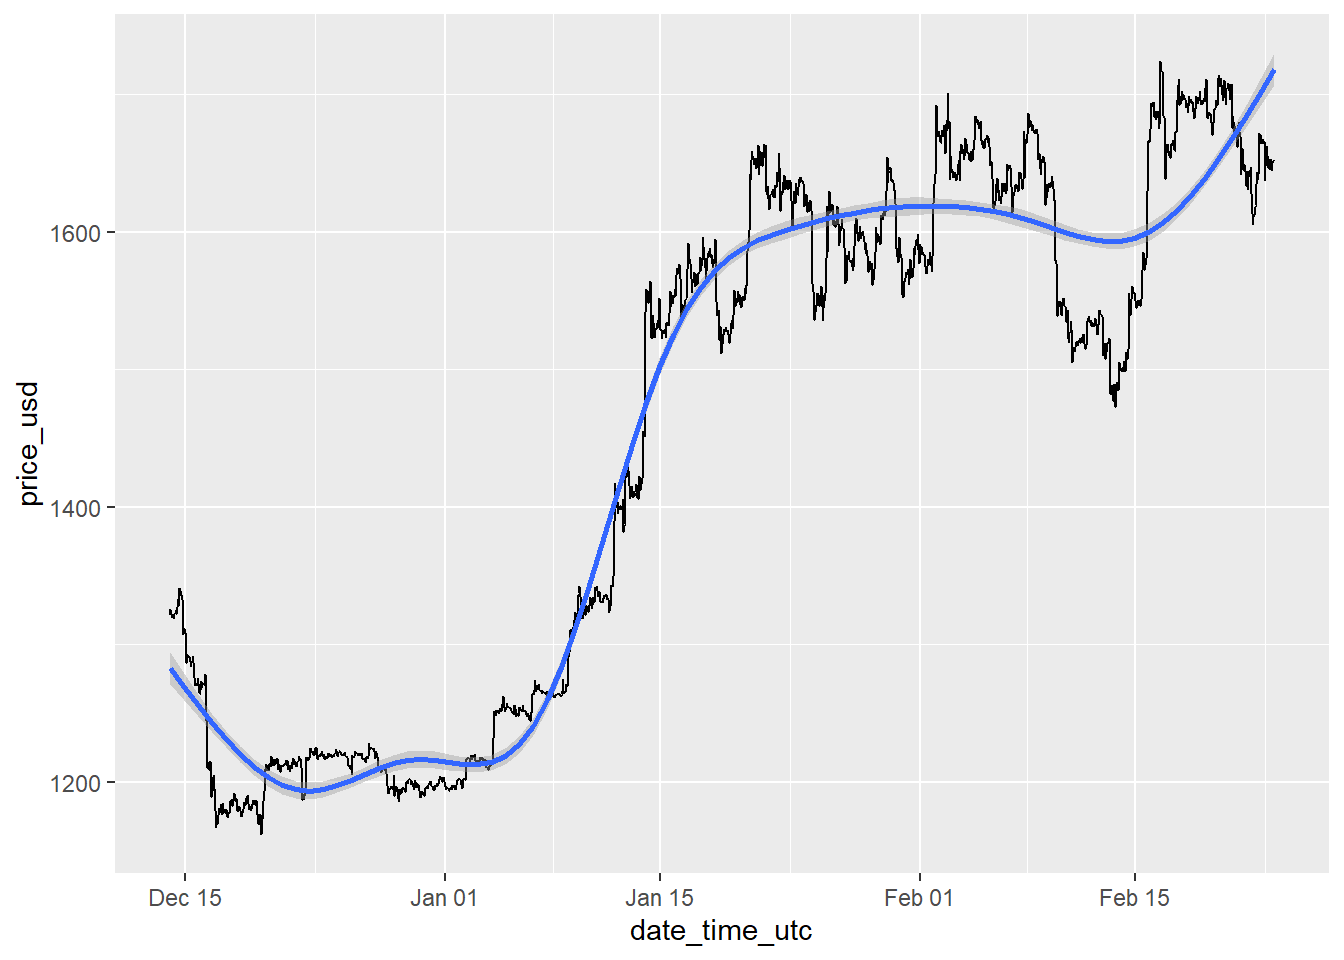 price_usd
1600
1400
1200
Dec 15
Jan 01
Jan 15
Feb 01
Feb 15
date_time_utc